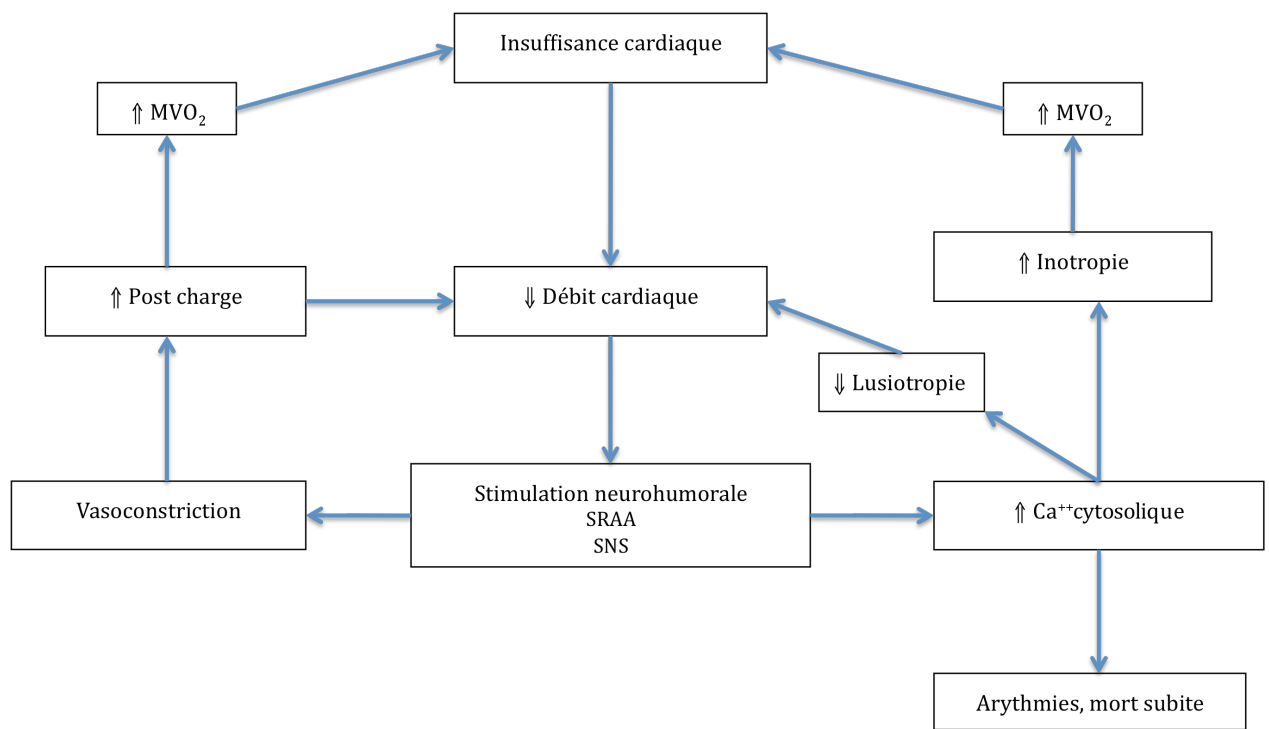 Insuffisance cardiaque
⇑ MVO₂
⇑ MVO₂
⇑ Inotropie
⇑ Post charge
⇓ Débit cardiaque
⇓ Lusiotropie
Vasoconstriction
Stimulation neurohumorale
SRAA
SNS
⇑ Ca⁺⁺cytosolique
Arythmies, mort subite